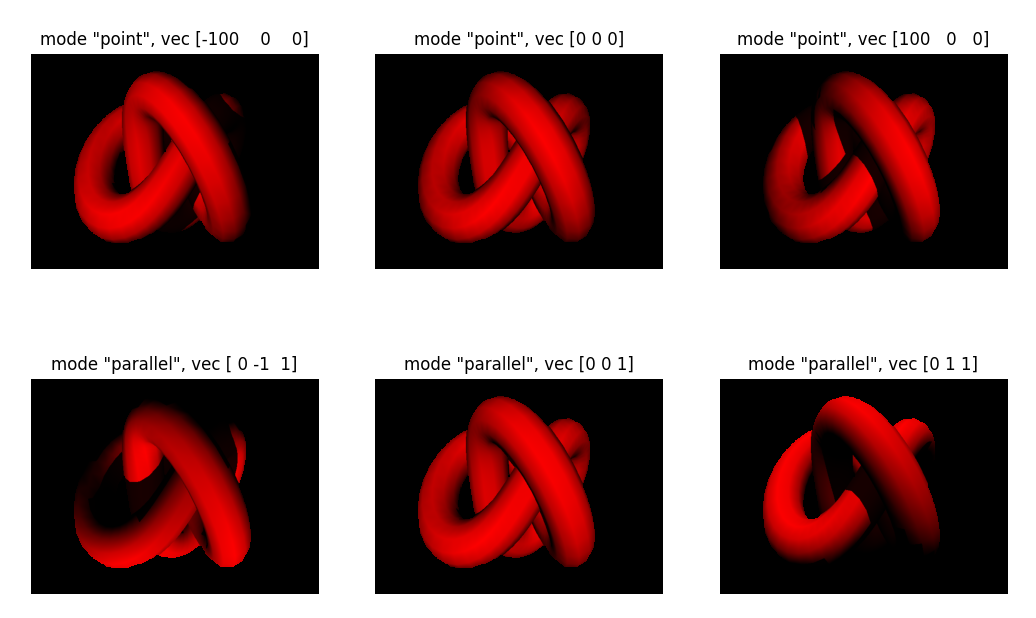 mode "point", vec [-100    0    0]
mode "point", vec [0 0 0]
mode "point", vec [100   0   0]
mode "parallel", vec [ 0 -1  1]
mode "parallel", vec [0 0 1]
mode "parallel", vec [0 1 1]